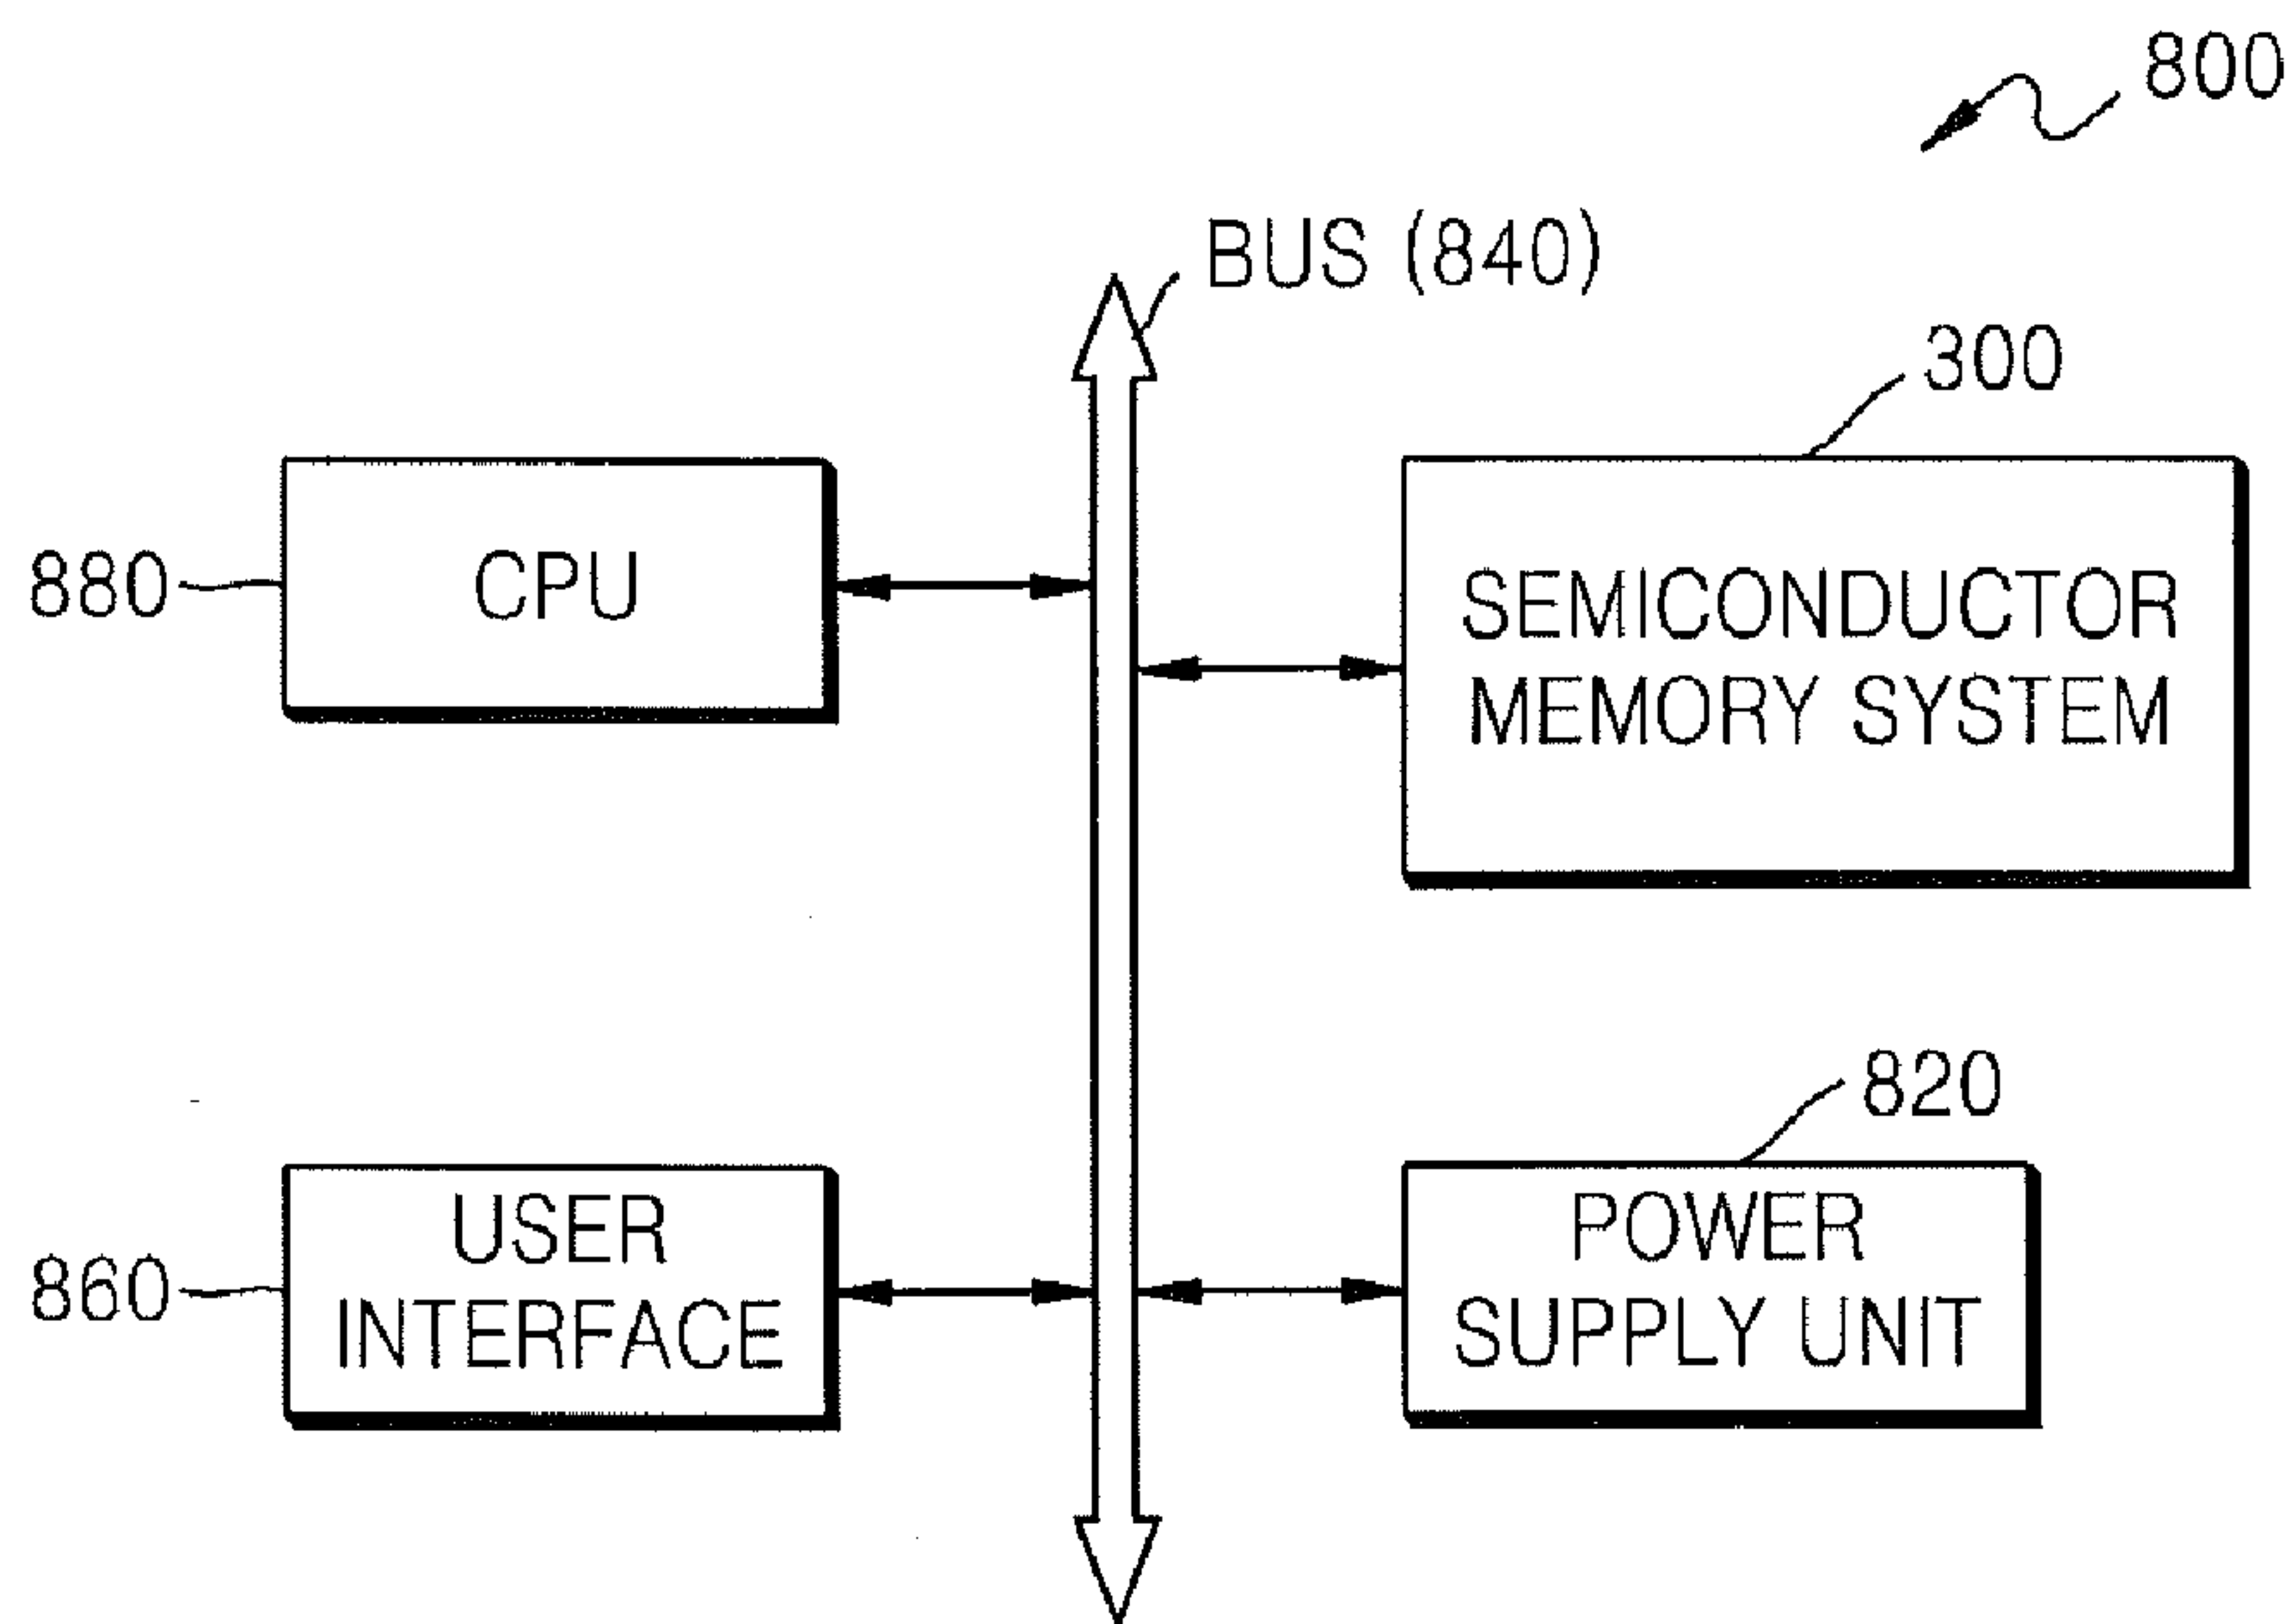 800
BUS (840)
300
880
CPU
SEMICONDUCTOR
MEMORY SYSTEM
820
860
USER
INTERFACE
POWER
SUPPLY UNIT